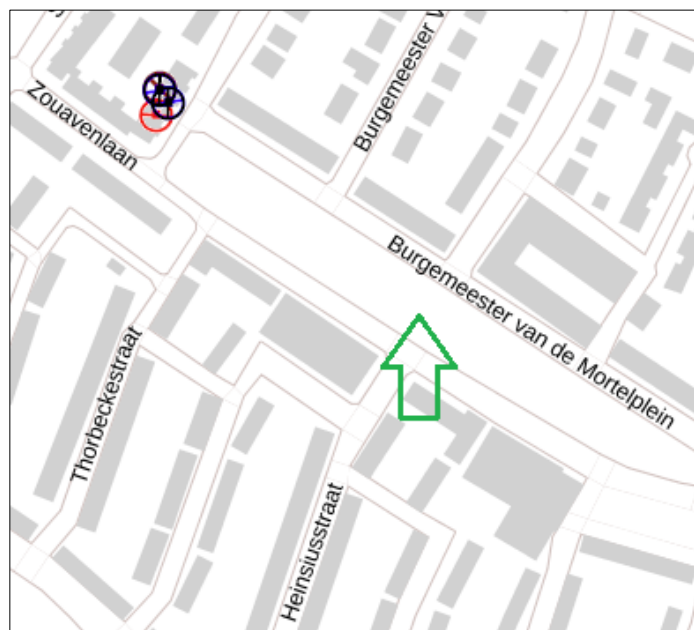 Zouavenlaan
Burgemeester
Burgemeester van de Mortelplein
Thorbeckestraat
Heinsiusstraat